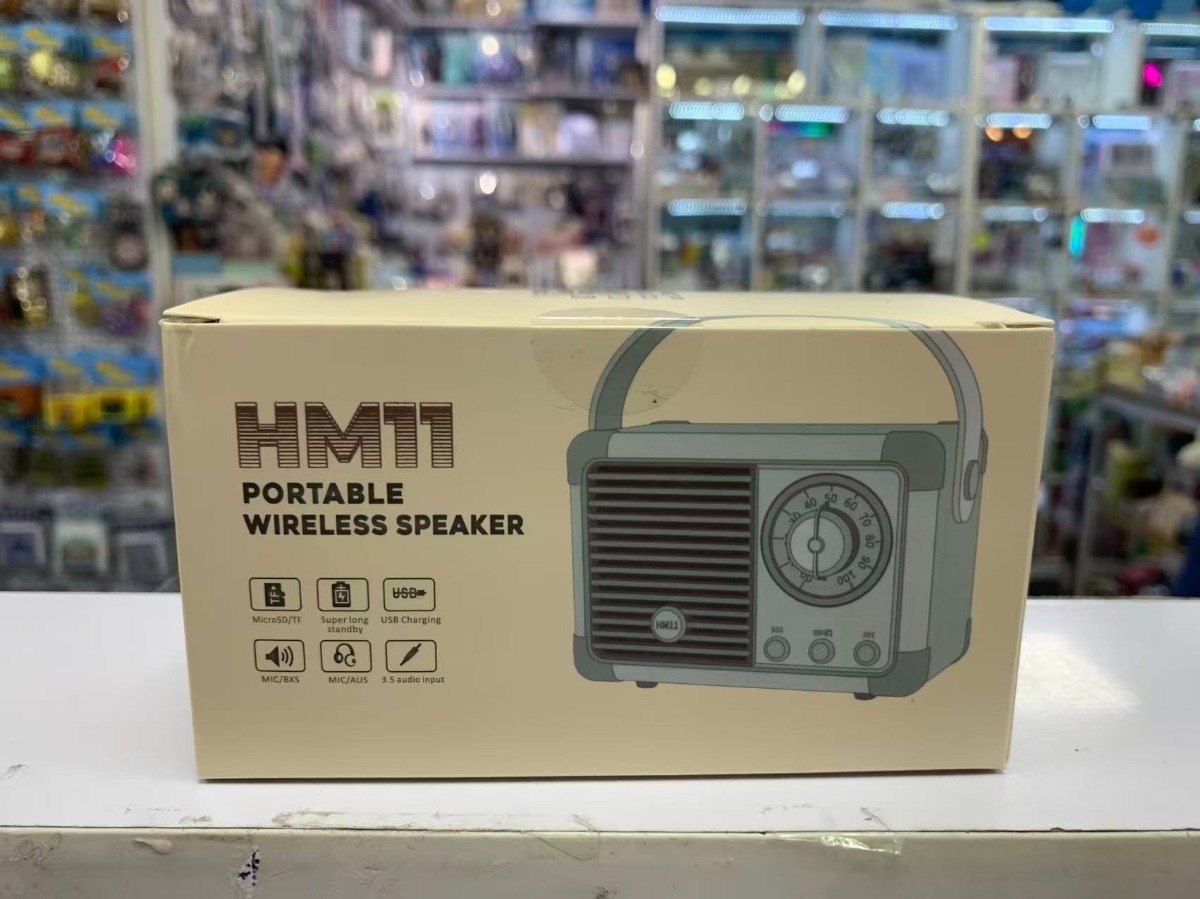 HM11
PORTABLE
WIRELESS SPEAKER
TF
USB
MicroSD/TF
Super long
standby
USB Charging
MIC/BXS
MIC/AUS
3.5 audio input
30 40 50 60 70 80 90 100
HM11